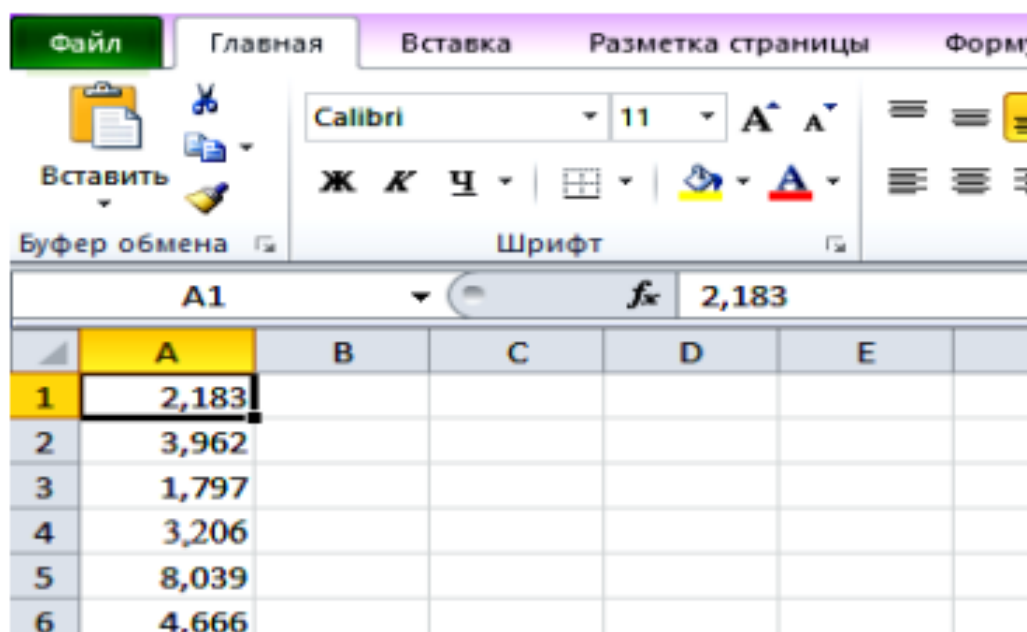 Файл Главная Вставка Разметка страницы
Calibri 11
Вставить Ж К Ч
Буфер обмена Шрифт
A1 fx 2,183
A B C D E
1 2,183
2 3,962
3 1,797
4 3,206
5 8,039
6 4,666